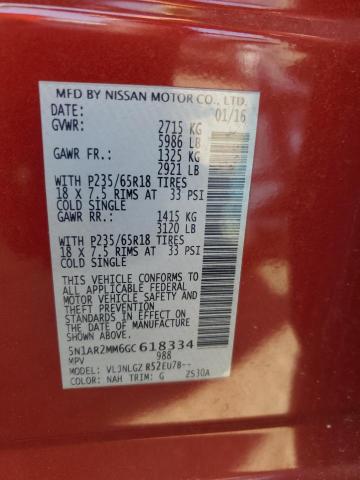 MFD BY NISSAN MOTOR CO., LTD.
DATE: 01/16
GVWR: 2715 KG
5986 LB
GAWR FR.: 1325 KG
2921 LB
WITH P235/65R18 TIRES
18 X 7.5 RIMS AT 33 PSI
COLD SINGLE
GAWR RR.: 1415 KG
3120 LB
WITH P235/65R18 TIRES
18 X 7.5 RIMS AT 33 PSI
COLD SINGLE
THIS VEHICLE CONFORMS TO
ALL APPLICABLE FEDERAL
MOTOR VEHICLE SAFETY AND
THEFT PREVENTION
STANDARDS IN EFFECT ON
THE DATE OF MANUFACTURE
SHOWN ABOVE.
5N1AR2MM6GC618334
MPV 988
MODEL: VLJNLGZ R52EU7B--
COLOR: NAH TRIM: G ZS30A